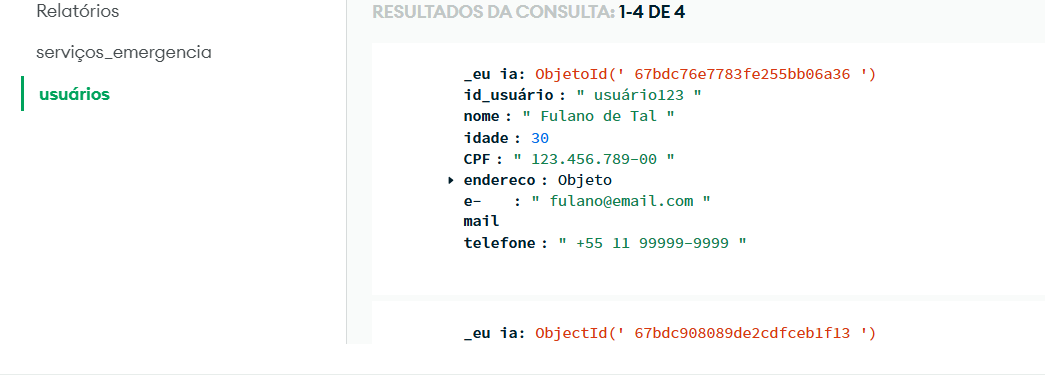 Relatórios
serviços_emergencia
usuários
RESULTADOS DA CONSULTA: 1-4 DE 4
_eu ia: ObjetoId(' 67bdc76e7783fe255bb06a36 ')
id_usuário : " usuário123 "
nome : " Fulano de Tal "
idade : 30
CPF : " 123.456.789-00 "
endereco : Objeto
e- : " fulano@email.com "
mail
telefone : " +55 11 99999-9999 "
_eu ia: ObjectId(' 67bdc908089de2cdfceb1f13 ')